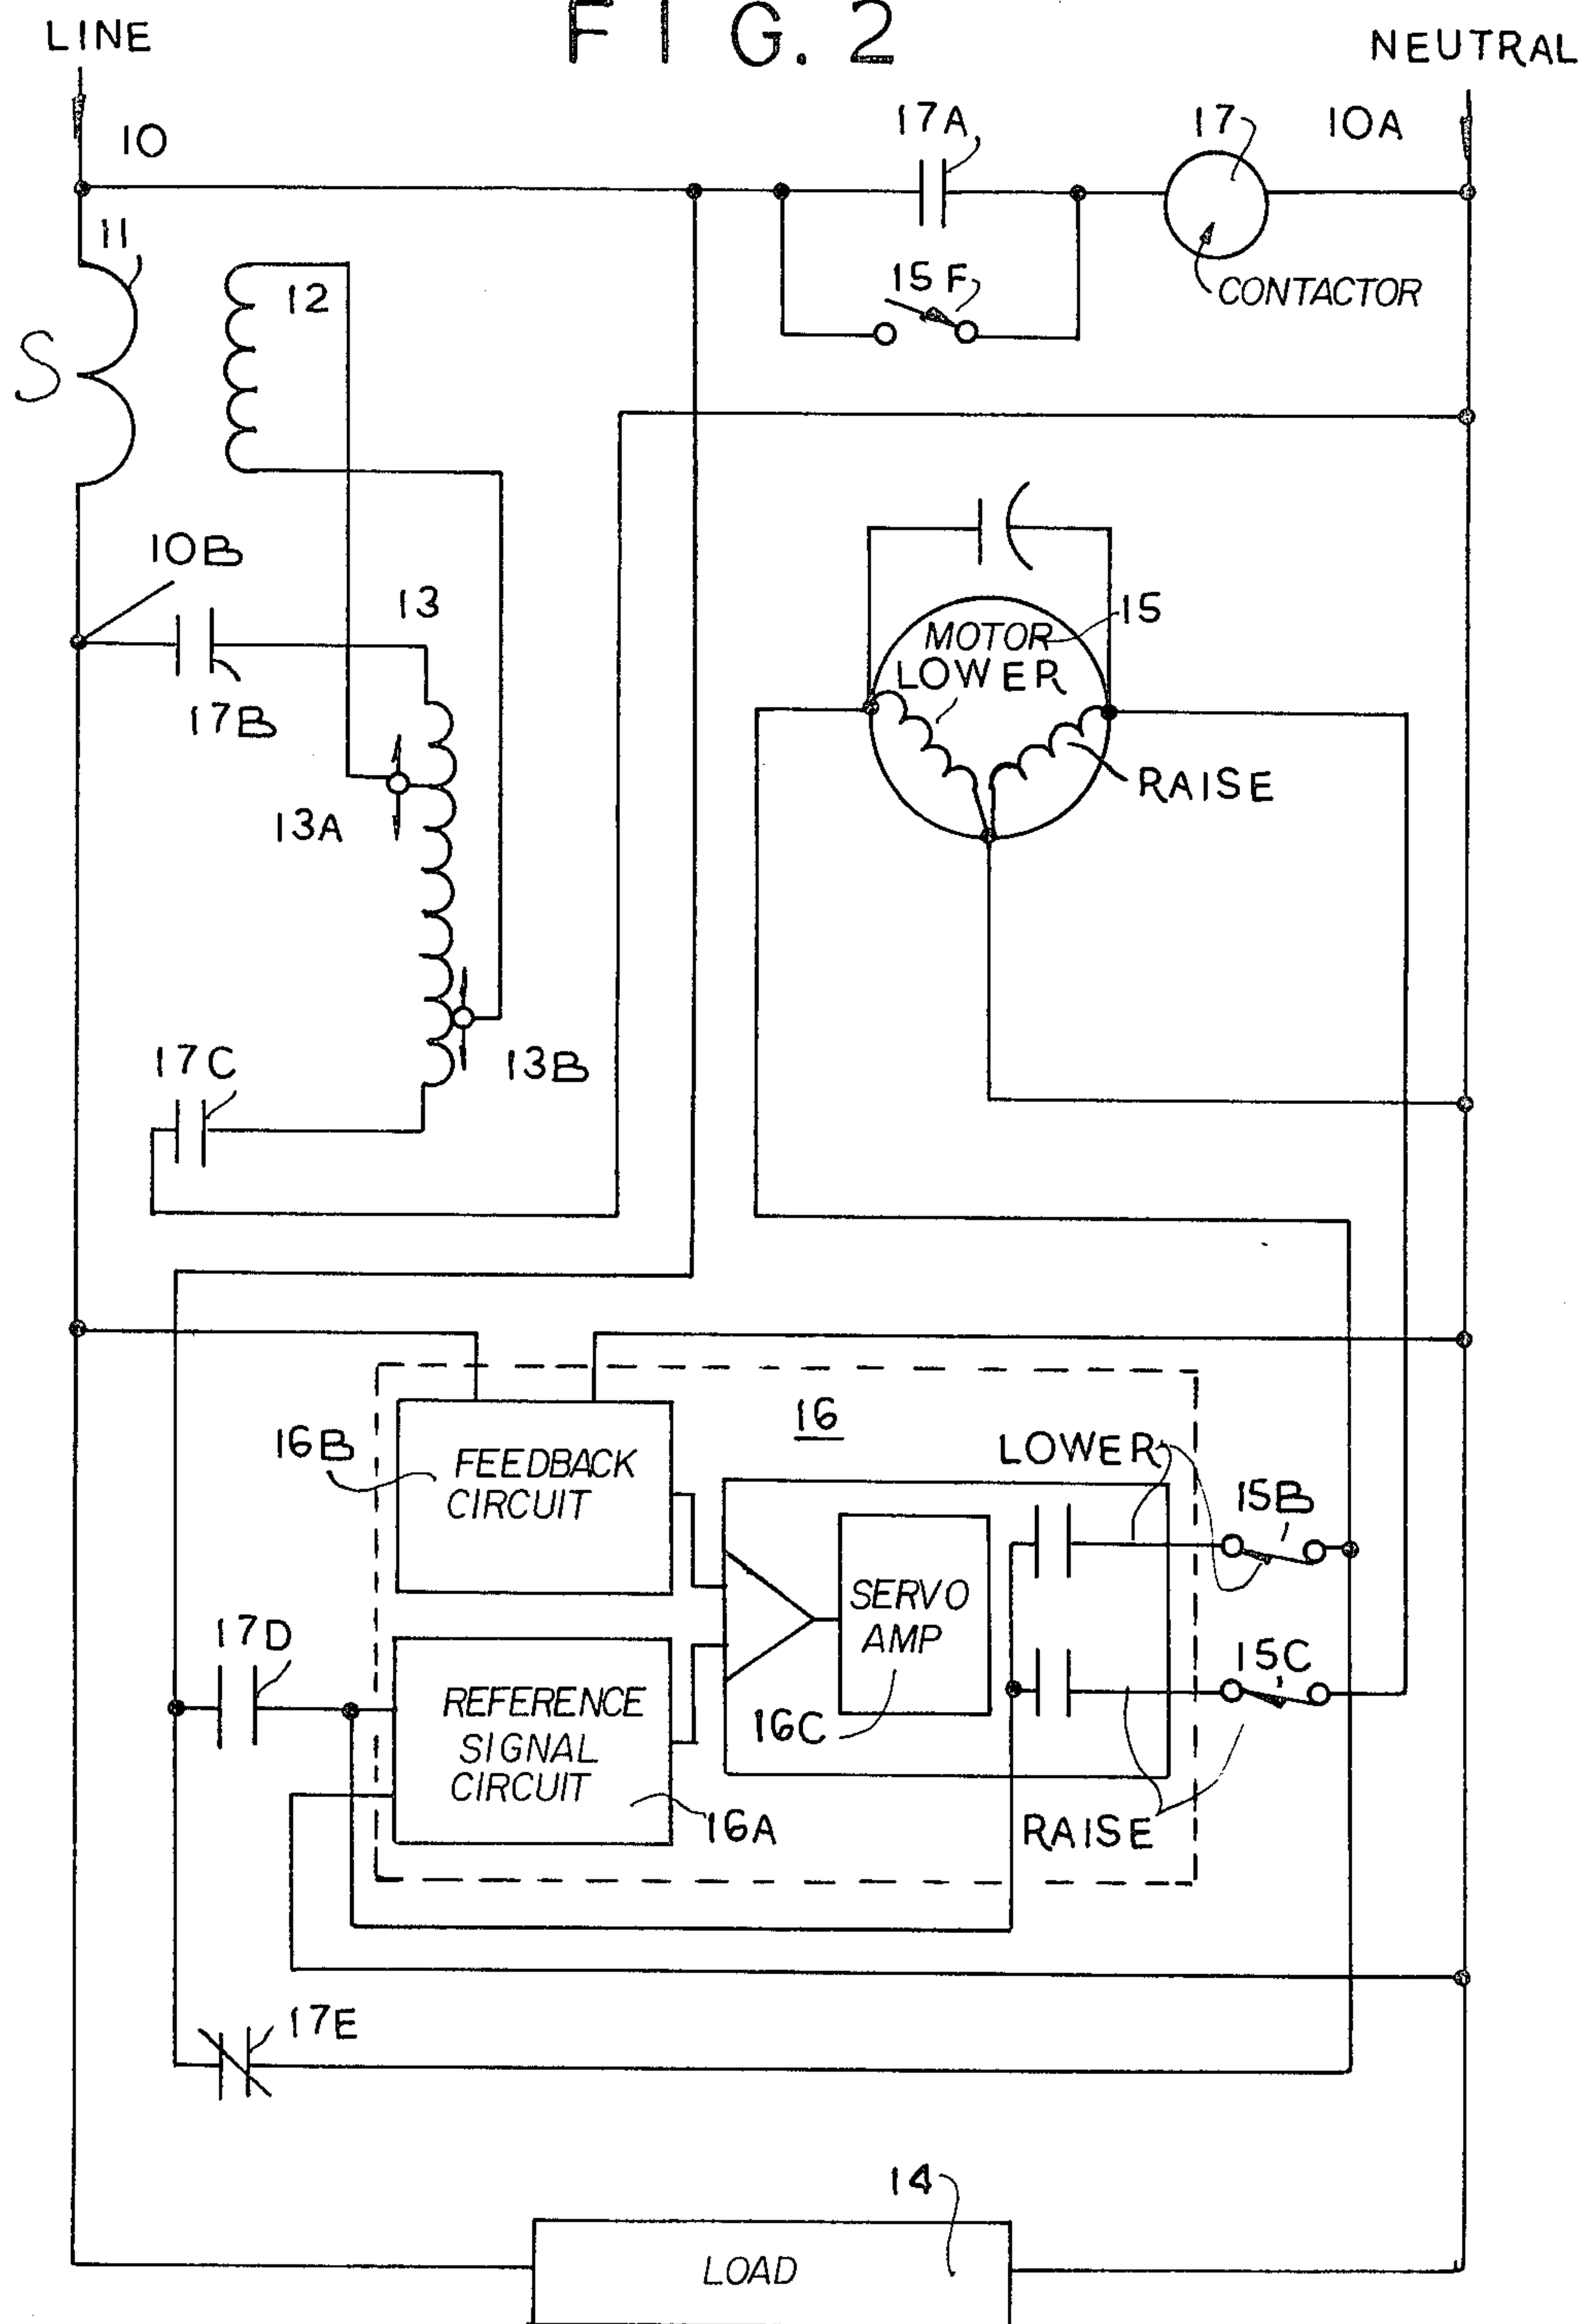 FIG. 2
LINE
NEUTRAL
10
17A
17
10A
11
12
15F
CONTACTOR
S
10B
13
15
MOTOR
LOWER
17B
RAISE
13A
17C
13B
16
16B
FEEDBACK
CIRCUIT
LOWER
15B
SERVO
AMP
17D
15C
REFERENCE
SIGNAL
CIRCUIT
16C
16A
RAISE
17E
14
LOAD